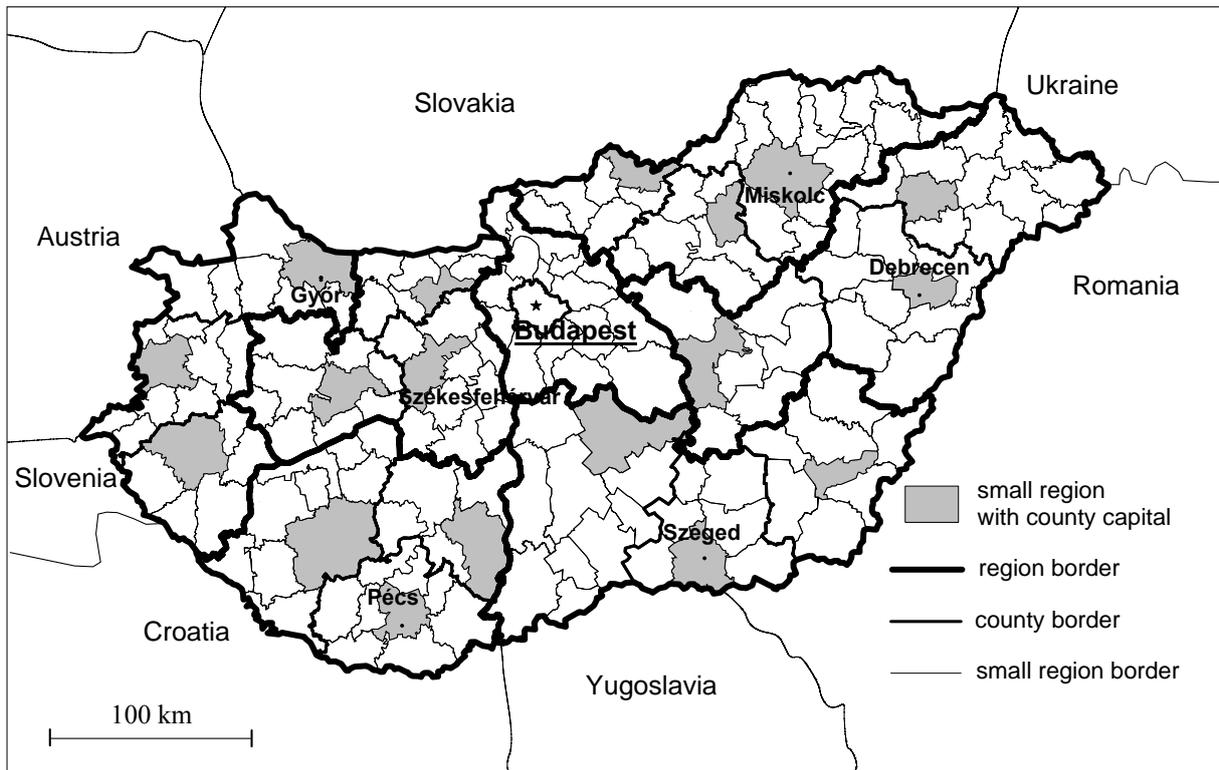 Slovakia
Ukraine
Austria
Miskolc
Debrecen
Romania
Győr
Budapest
Székesfehérvár
Slovenia
small region
with county capital
Szeged
region border
Pécs
county border
Croatia
small region border
Yugoslavia
100 km